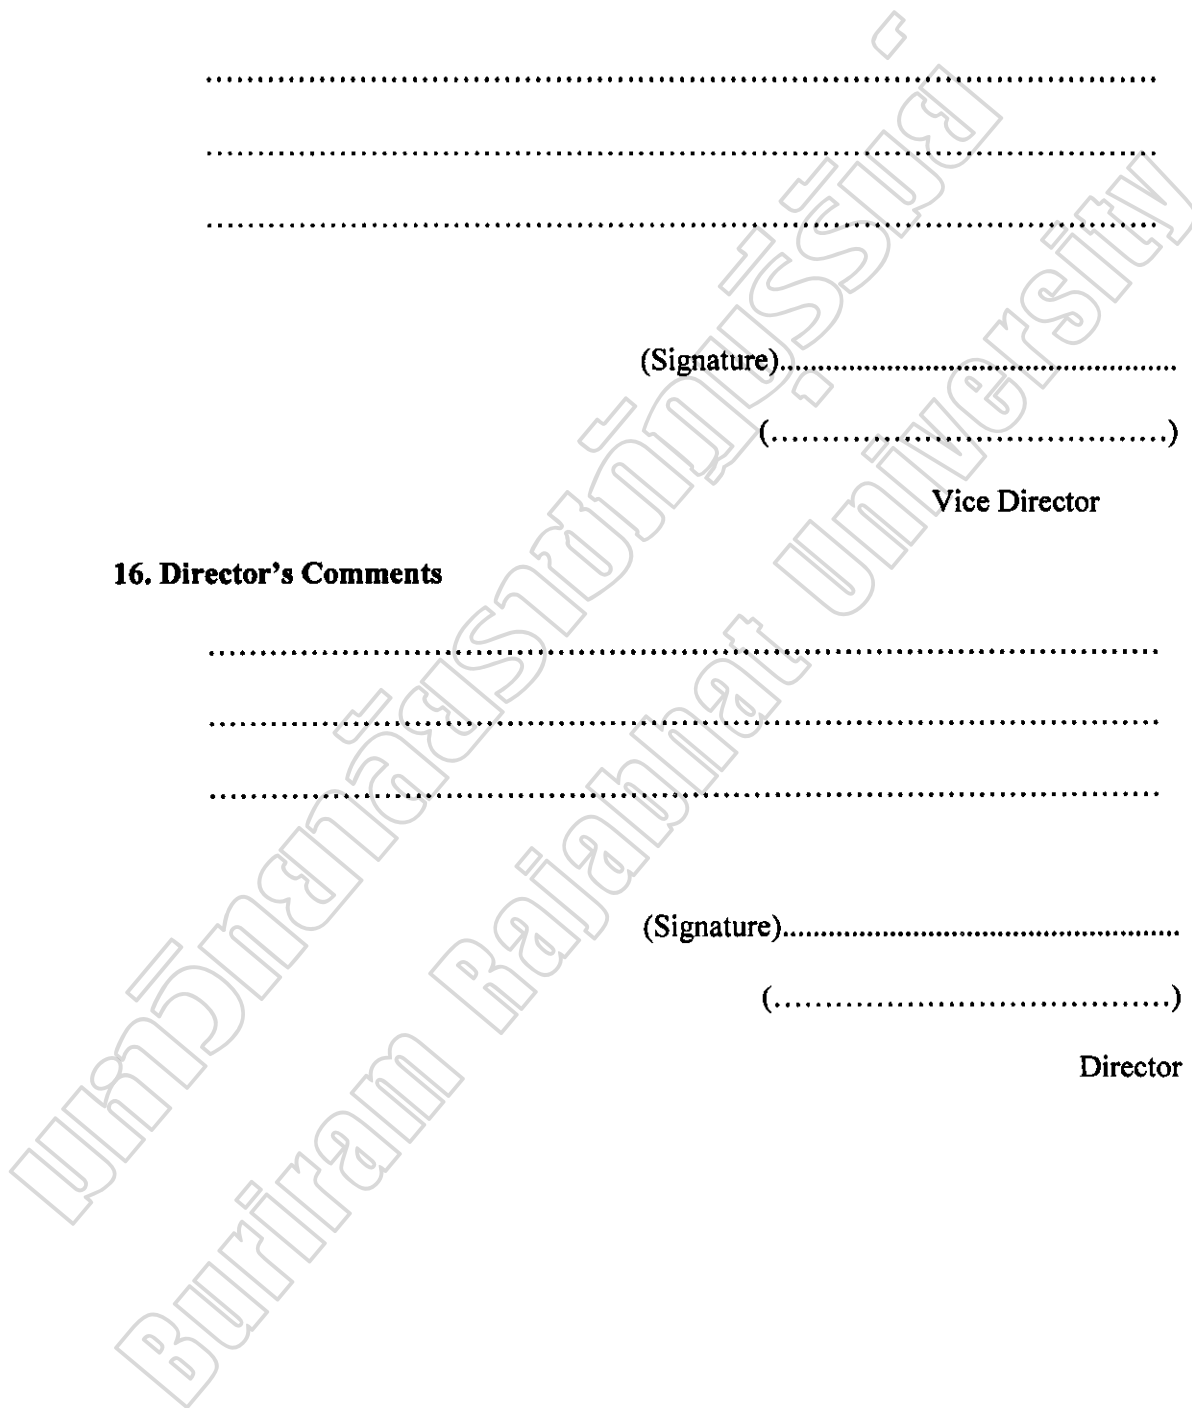 ................................................................................
................................................................................
................................................................................
(Signature)....................................................
(......................................)
Vice Director
16. Director's Comments
................................................................................
................................................................................
................................................................................
(Signature)....................................................
(......................................)
Director
มหาวิทยาลัยราชภัฏบุรีรัมย์
Buriram Rajabhat University